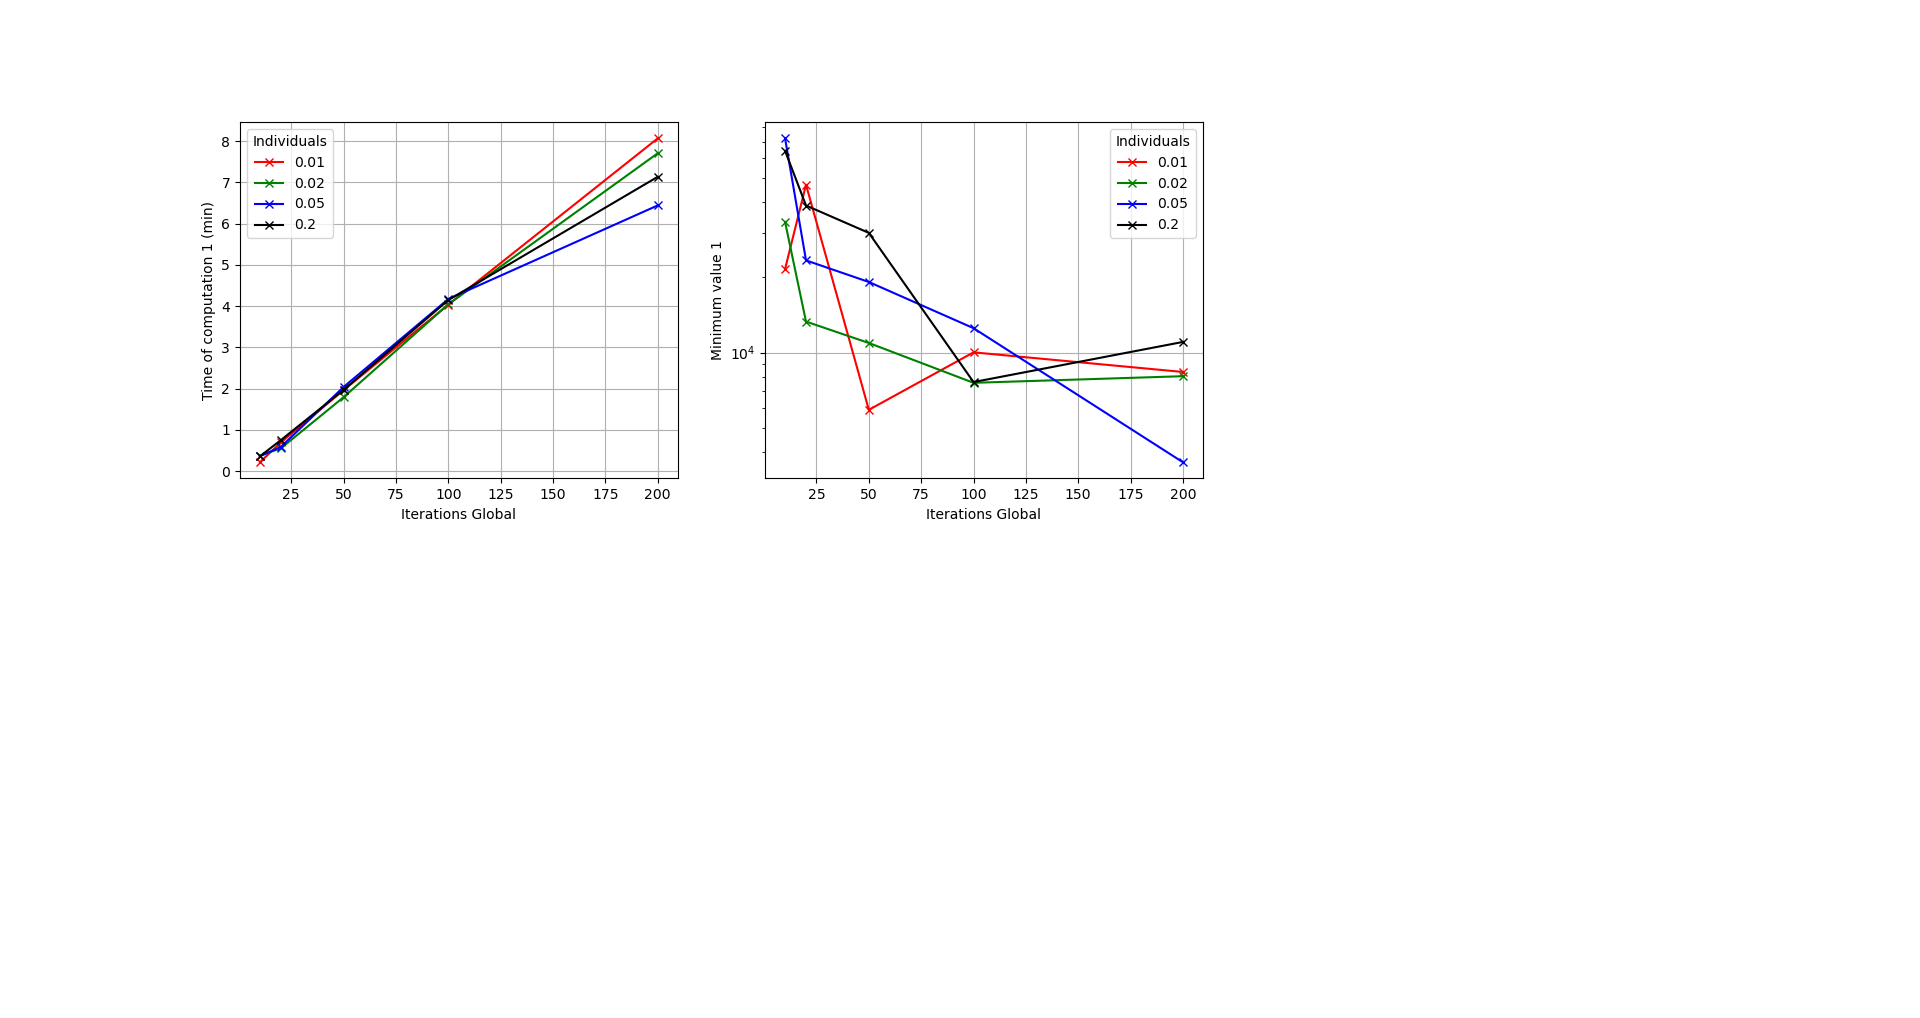 Time of computation 1 (min)
8
7
6
5
4
3
2
1
0
Individuals
0.01
0.02
0.05
0.2
25 50 75 100 125 150 175 200
Iterations Global
Minimum value 1
10⁴
Individuals
0.01
0.02
0.05
0.2
25 50 75 100 125 150 175 200
Iterations Global